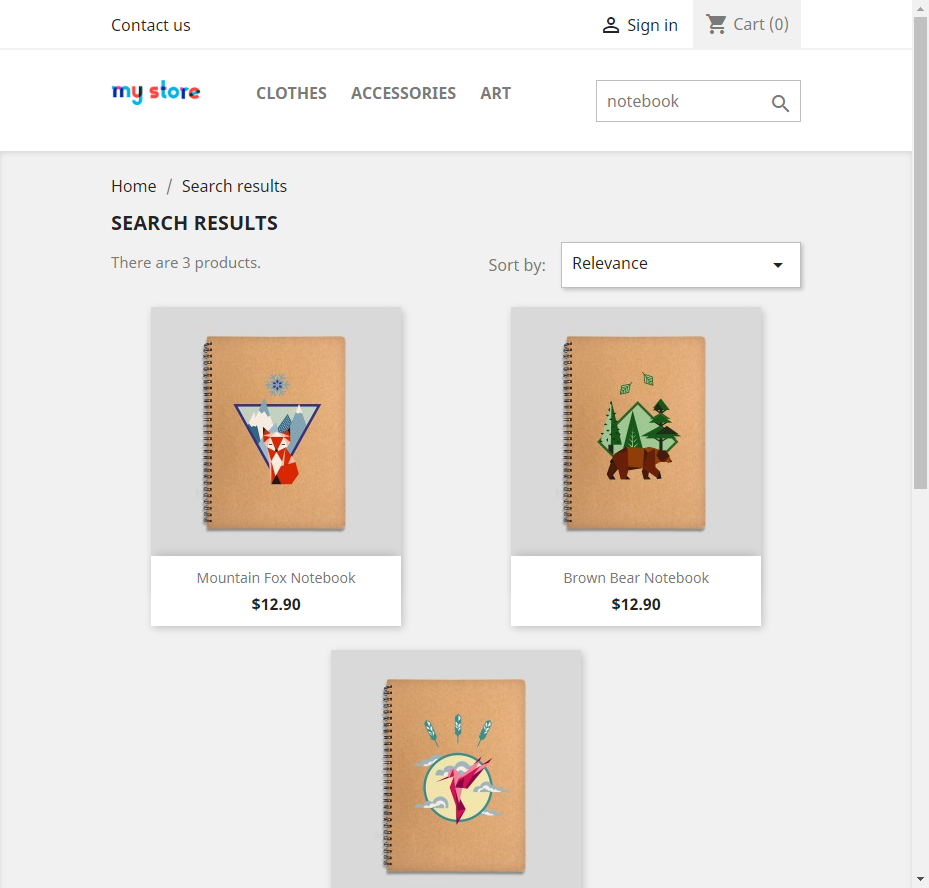 Contact us
Sign in
Cart (0)
my store
CLOTHES
ACCESSORIES
ART
notebook
Home / Search results
SEARCH RESULTS
There are 3 products.
Sort by:
Relevance
Mountain Fox Notebook
$12.90
Brown Bear Notebook
$12.90